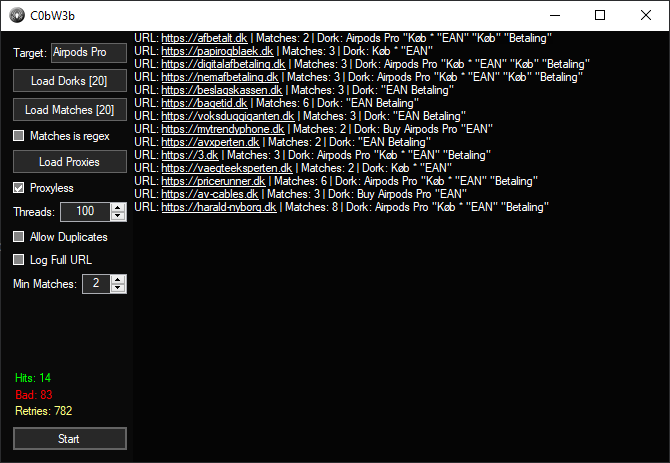 C0bW3b
Target: Airpods Pro
Load Dorks [20]
Load Matches [20]
Matches is regex
Load Proxies
Proxyless
Threads: 100
Allow Duplicates
Log Full URL
Min Matches: 2
Hits: 14
Bad: 83
Retries: 782
Start
URL: https://afbetalt.dk | Matches: 2 | Dork: Airpods Pro "Køb * "EAN" "Køb" "Betaling"
URL: https://papiroblaek.dk | Matches: 3 | Dork: Køb * "EAN"
URL: https://digitalafbetaling.dk | Matches: 3 | Dork: Airpods Pro "Køb * "EAN" "Køb" "Betaling"
URL: https://nemafbetaling.dk | Matches: 3 | Dork: Airpods Pro "Køb * "EAN" "Køb" "Betaling"
URL: https://beslagskassen.dk | Matches: 3 | Dork: "EAN Betaling"
URL: https://bagetid.dk | Matches: 6 | Dork: "EAN Betaling"
URL: https://voksduggiganten.dk | Matches: 3 | Dork: "EAN"
URL: https://mytrendyphone.dk | Matches: 2 | Dork: Buy Airpods Pro "EAN"
URL: https://avxperten.dk | Matches: 2 | Dork: "EAN Betaling"
URL: https://3.dk | Matches: 3 | Dork: Airpods Pro "Køb * "EAN" "Betaling"
URL: https://vaegteeksperten.dk | Matches: 2 | Dork: Køb * "EAN"
URL: https://pricerunner.dk | Matches: 6 | Dork: Airpods Pro "Køb * "EAN" "Betaling"
URL: https://av-cables.dk | Matches: 3 | Dork: Buy Airpods Pro "EAN"
URL: https://harald-nyborg.dk | Matches: 8 | Dork: Airpods Pro "Køb * "EAN" "Betaling"